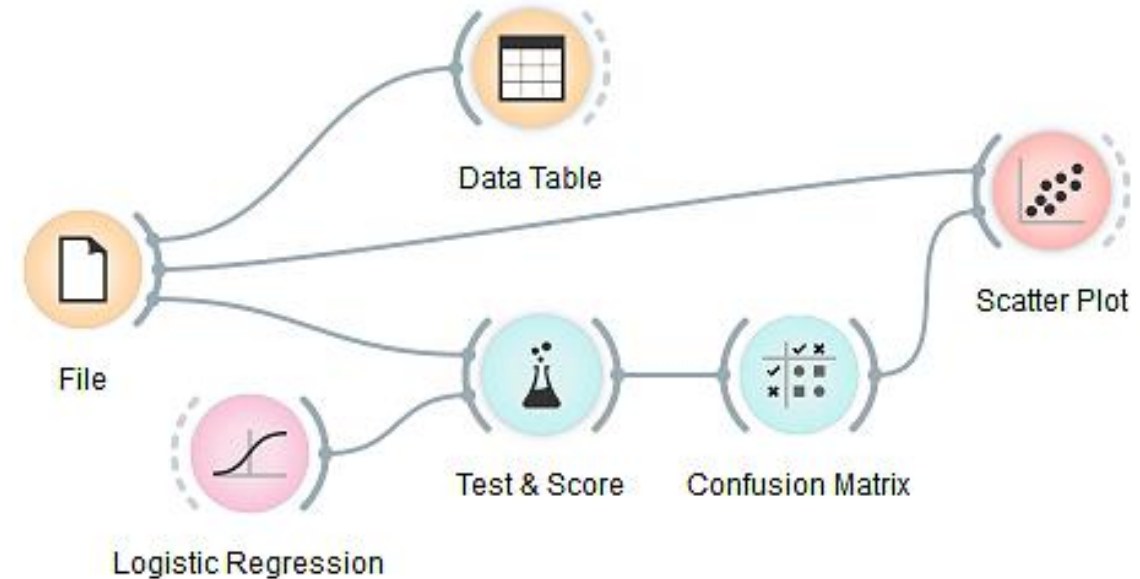 Data Table
Scatter Plot
File
Test & Score
Confusion Matrix
Logistic Regression